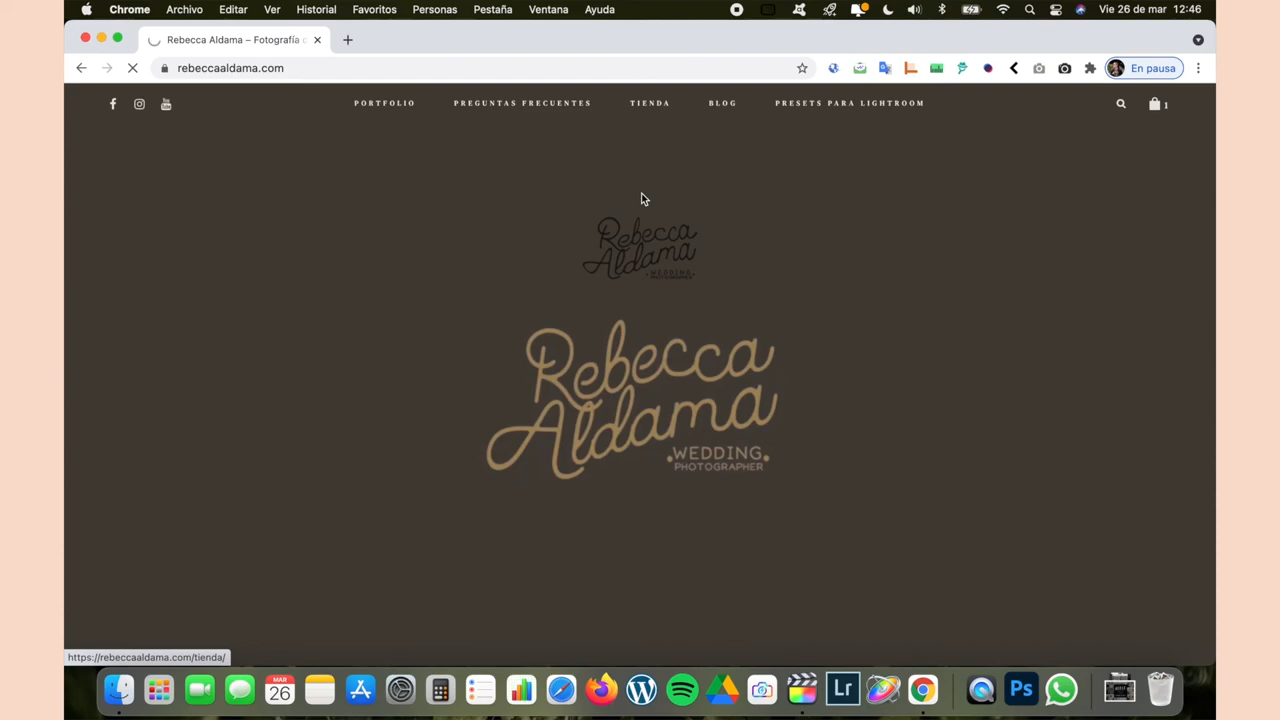 Chrome Archivo Editar Ver Historial Favoritos Personas Pestaña Ventana Ayuda Vie 26 de mar 12:46
Rebecca Aldama – Fotografía
rebeccaaldama.com En pausa
PORTFOLIO PREGUNTAS FRECUENTES TIENDA BLOG PRESETS PARA LIGHTROOM 1
Rebecca
Aldama
WEDDING
PHOTOGRAPHER
Rebecca
Aldama
WEDDING
PHOTOGRAPHER
https://rebeccaaldama.com/tienda/
MAR
26
Lr
Ps